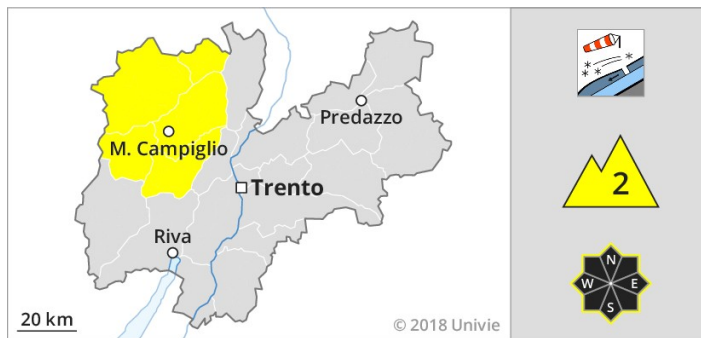 M. Campiglio
Predazzo
Trento
Riva
20 km
© 2018 Univie
2
N
W E
S